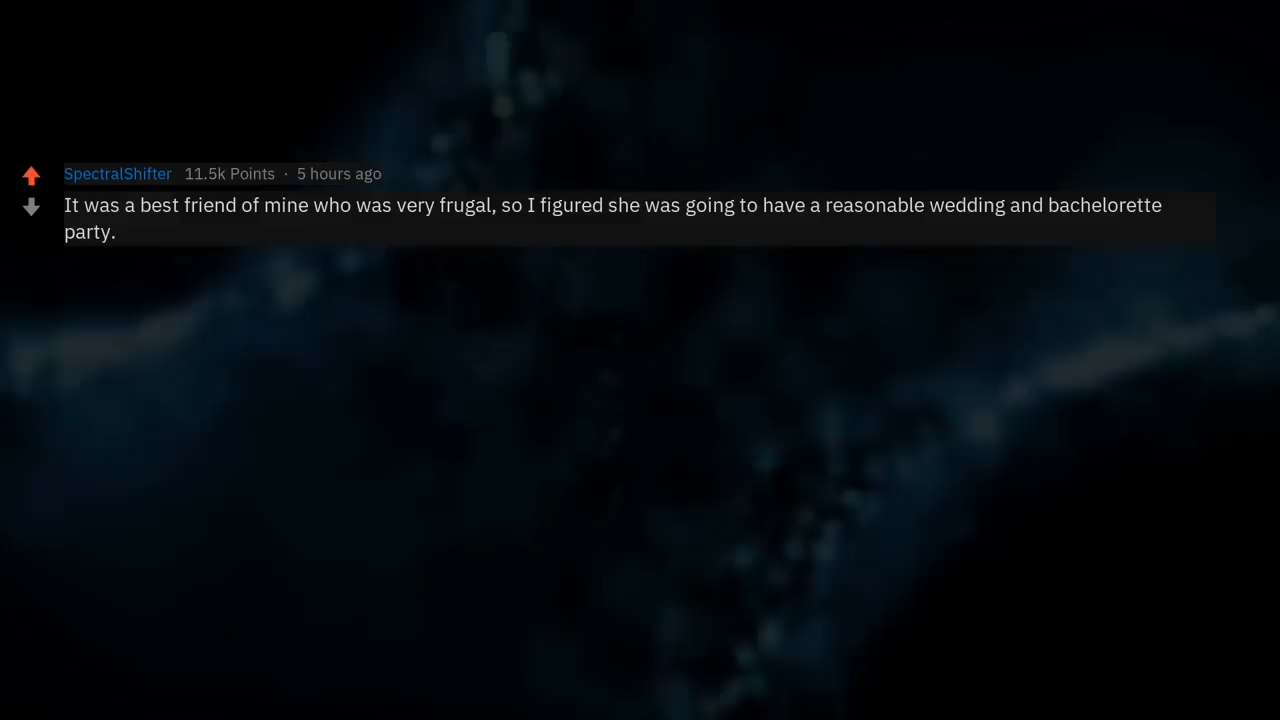 SpectralShifter 11.5k Points · 5 hours ago
It was a best friend of mine who was very frugal, so I figured she was going to have a reasonable wedding and bachelorette
party.